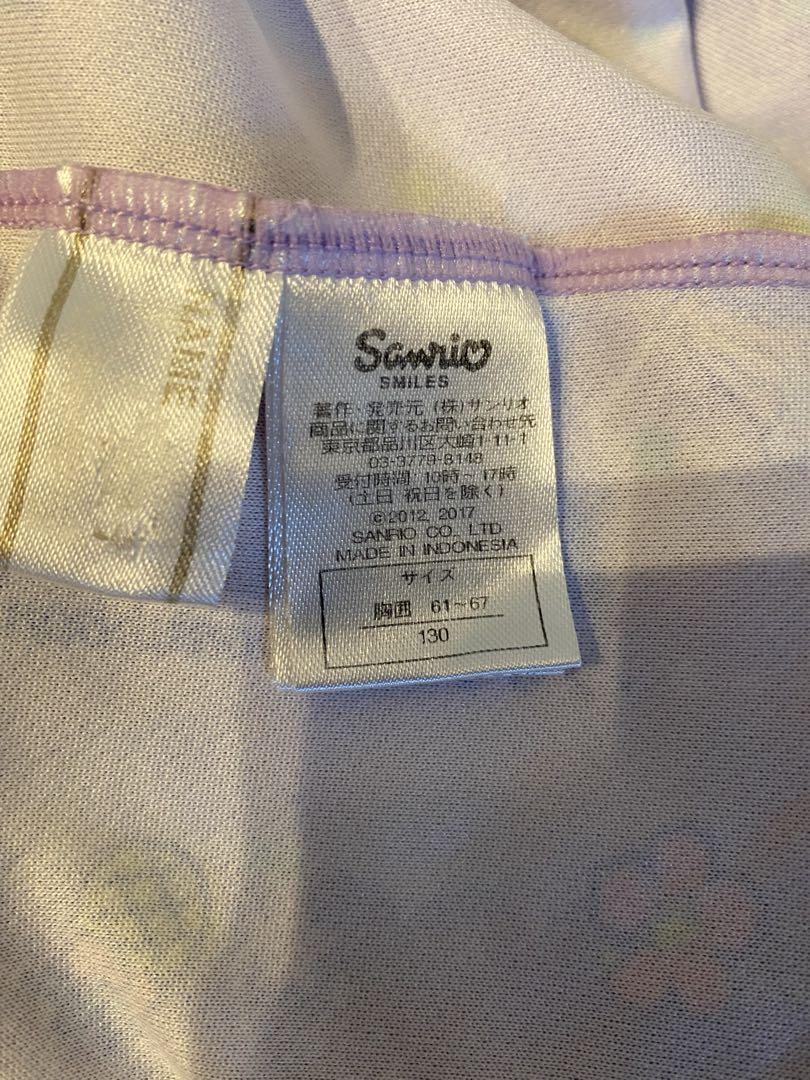 NAME
Sanrio
SMILES
著作・発売元 (株)サンリオ
商品に関するお問い合わせ先
東京都品川区大崎1-11-1
03-3779-8148
受付時間 10時〜17時
(土日 祝日を除く)
©2012, 2017
SANRIO CO., LTD.
MADE IN INDONESIA
サイズ
胸囲 61〜67
130